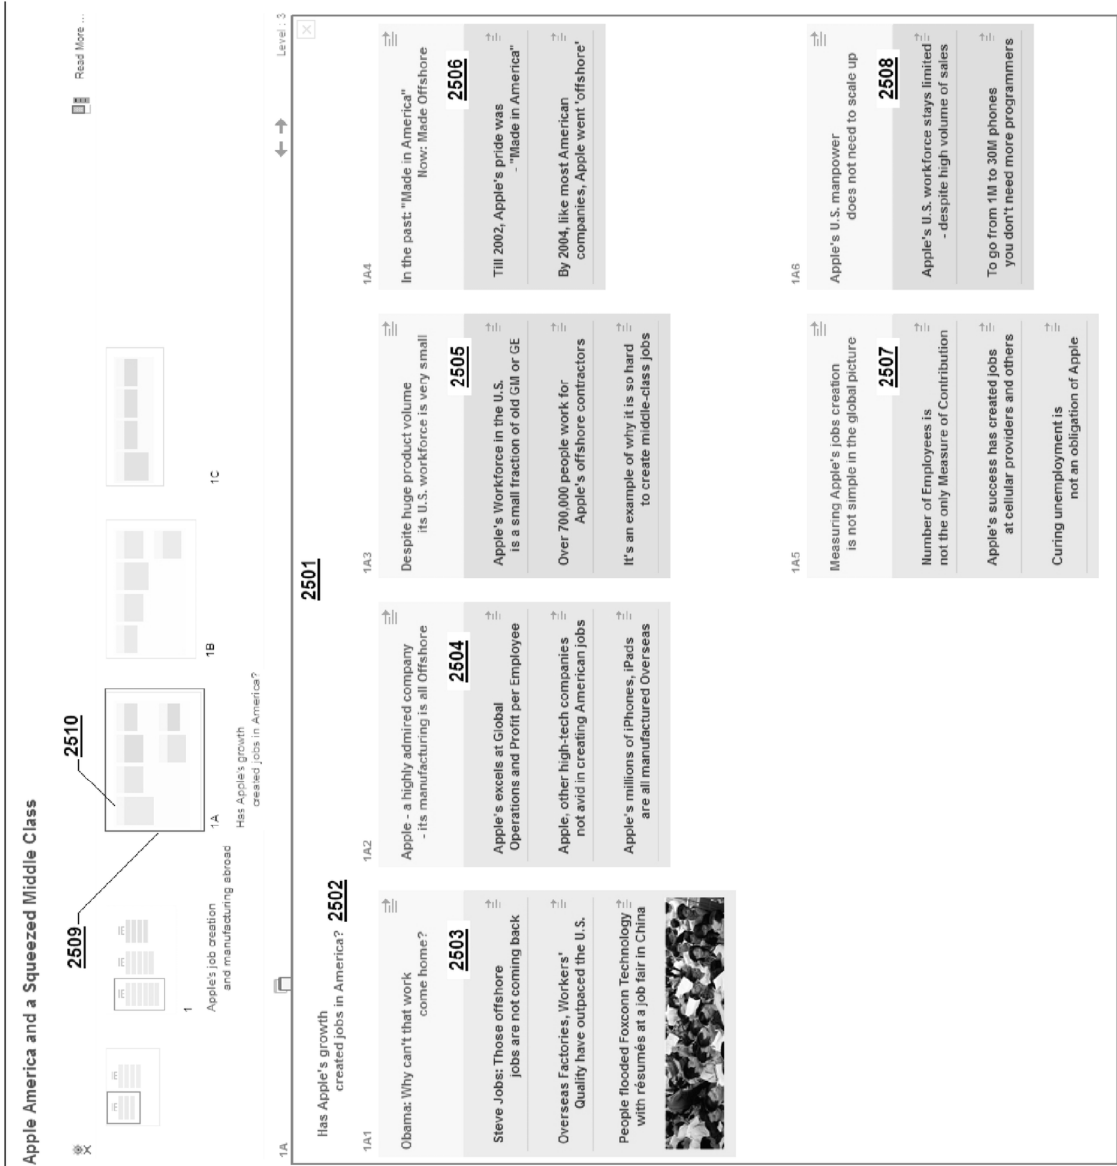 Apple America and a Squeezed Middle Class
Read More ...
2509
2510
1
Apple's job creation
and manufacturing abroad
1A
Has Apple's growth
created jobs in America?
1B
1C
1A
Level : 3
2501
Has Apple's growth
created jobs in America?
2502
1A1
Obama: Why can't that work
come home?
2503
Steve Jobs: Those offshore
jobs are not coming back
Overseas Factories, Workers'
Quality have outpaced the U.S.
People flooded Foxconn Technology
with résumés at a job fair in China
1A2
Apple - a highly admired company
- its manufacturing is all Offshore
2504
Apple's excels at Global
Operations and Profit per Employee
Apple, other high-tech companies
not avid in creating American jobs
Apple's millions of iPhones, iPads
are all manufactured Overseas
1A3
Despite huge product volume
its U.S. workforce is very small
2505
Apple's Workforce in the U.S.
is a small fraction of old GM or GE
Over 700,000 people work for
Apple's offshore contractors
It's an example of why it is so hard
to create middle-class jobs
1A4
In the past: "Made in America"
Now: Made Offshore
2506
Till 2002, Apple's pride was
- "Made in America"
By 2004, like most American
companies, Apple went 'offshore'
1A5
Measuring Apple's jobs creation
is not simple in the global picture
2507
Number of Employees is
not the only Measure of Contribution
Apple's success has created jobs
at cellular providers and others
Curing unemployment is
not an obligation of Apple
1A6
Apple's U.S. manpower
does not need to scale up
2508
Apple's U.S. workforce stays limited
- despite high volume of sales
To go from 1M to 30M phones
you don't need more programmers